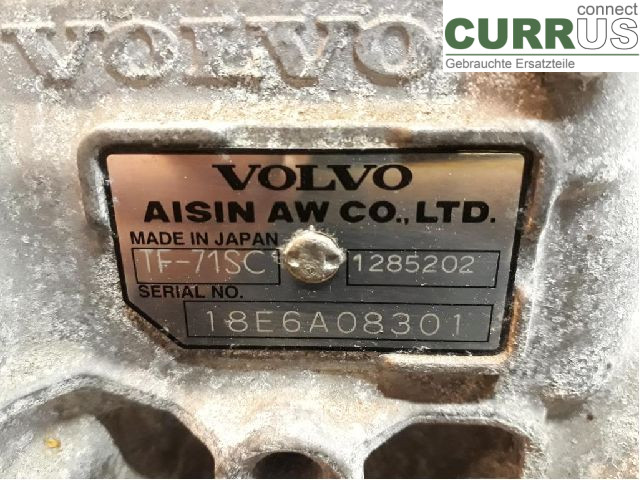 connect
CURRUS
Gebrauchte Ersatzteile
VOLVO
VOLVO
AISIN AW CO., LTD.
MADE IN JAPAN
TF-71SC 1285202
SERIAL NO.
18E6A08301